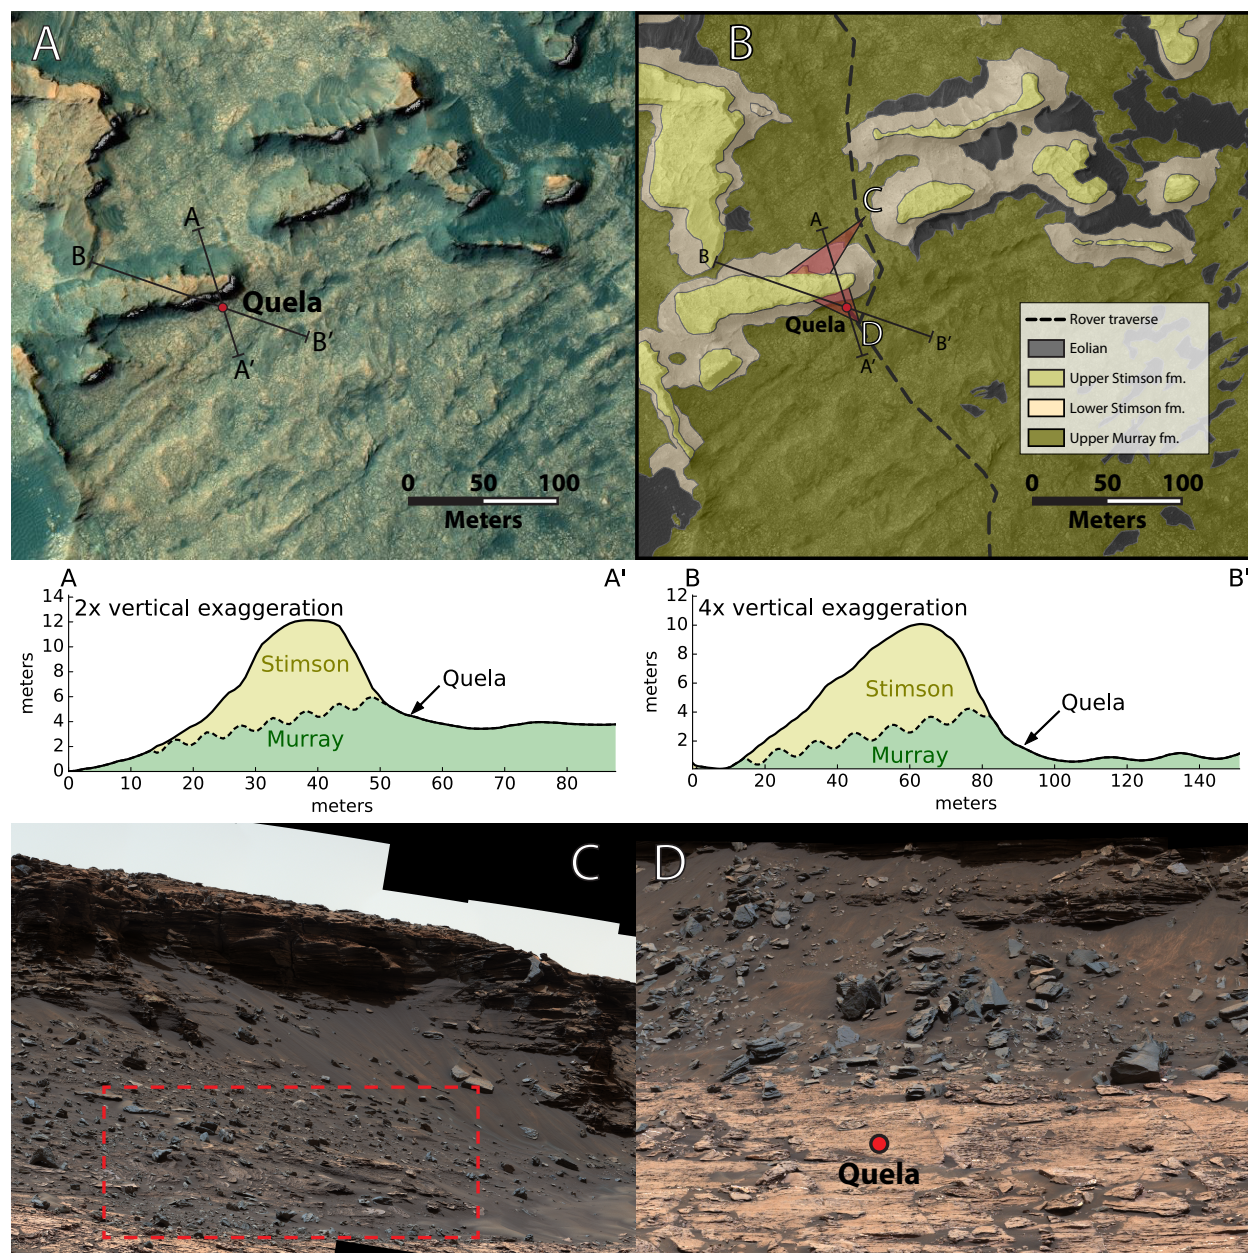 A
A
B
Quela
B'
A'
0 50 100
Meters
B
C
A
B
Quela
D
B'
A'
Rover traverse
Eolian
Upper Stimson fm.
Lower Stimson fm.
Upper Murray fm.
0 50 100
Meters
A A'
2x vertical exaggeration
14
12
10
8
6
4
2
0
meters
Stimson
Murray
Quela
0 10 20 30 40 50 60 70 80
meters
B B'
4x vertical exaggeration
12
10
8
6
4
2
meters
Stimson
Murray
Quela
0 20 40 60 80 100 120 140
meters
C
D
Quela